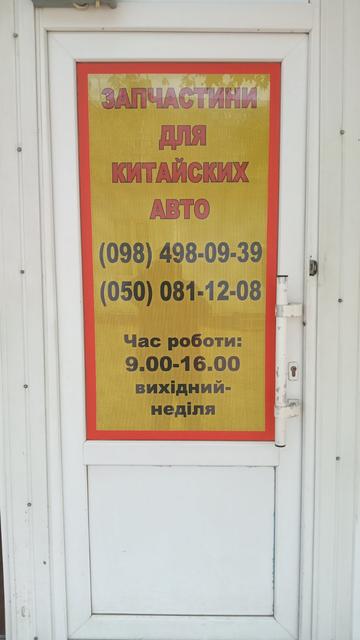 ЗАПЧАСТИНИ
ДЛЯ
КИТАЙСКИХ
АВТО
(098) 498-09-39
(050) 081-12-08
Час роботи:
9.00-16.00
вихідний-
неділя